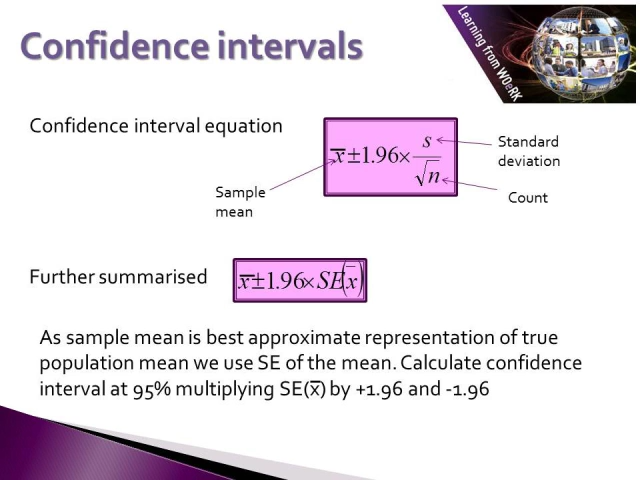 Confidence intervals
Learning from WOeRK
Confidence interval equation
x̅±1.96×s/√n
Standard
deviation
Sample
mean
Count
Further summarised
x̅±1.96×SE(x̅)
As sample mean is best approximate representation of true
population mean we use SE of the mean. Calculate confidence
interval at 95% multiplying SE(x̅) by +1.96 and -1.96